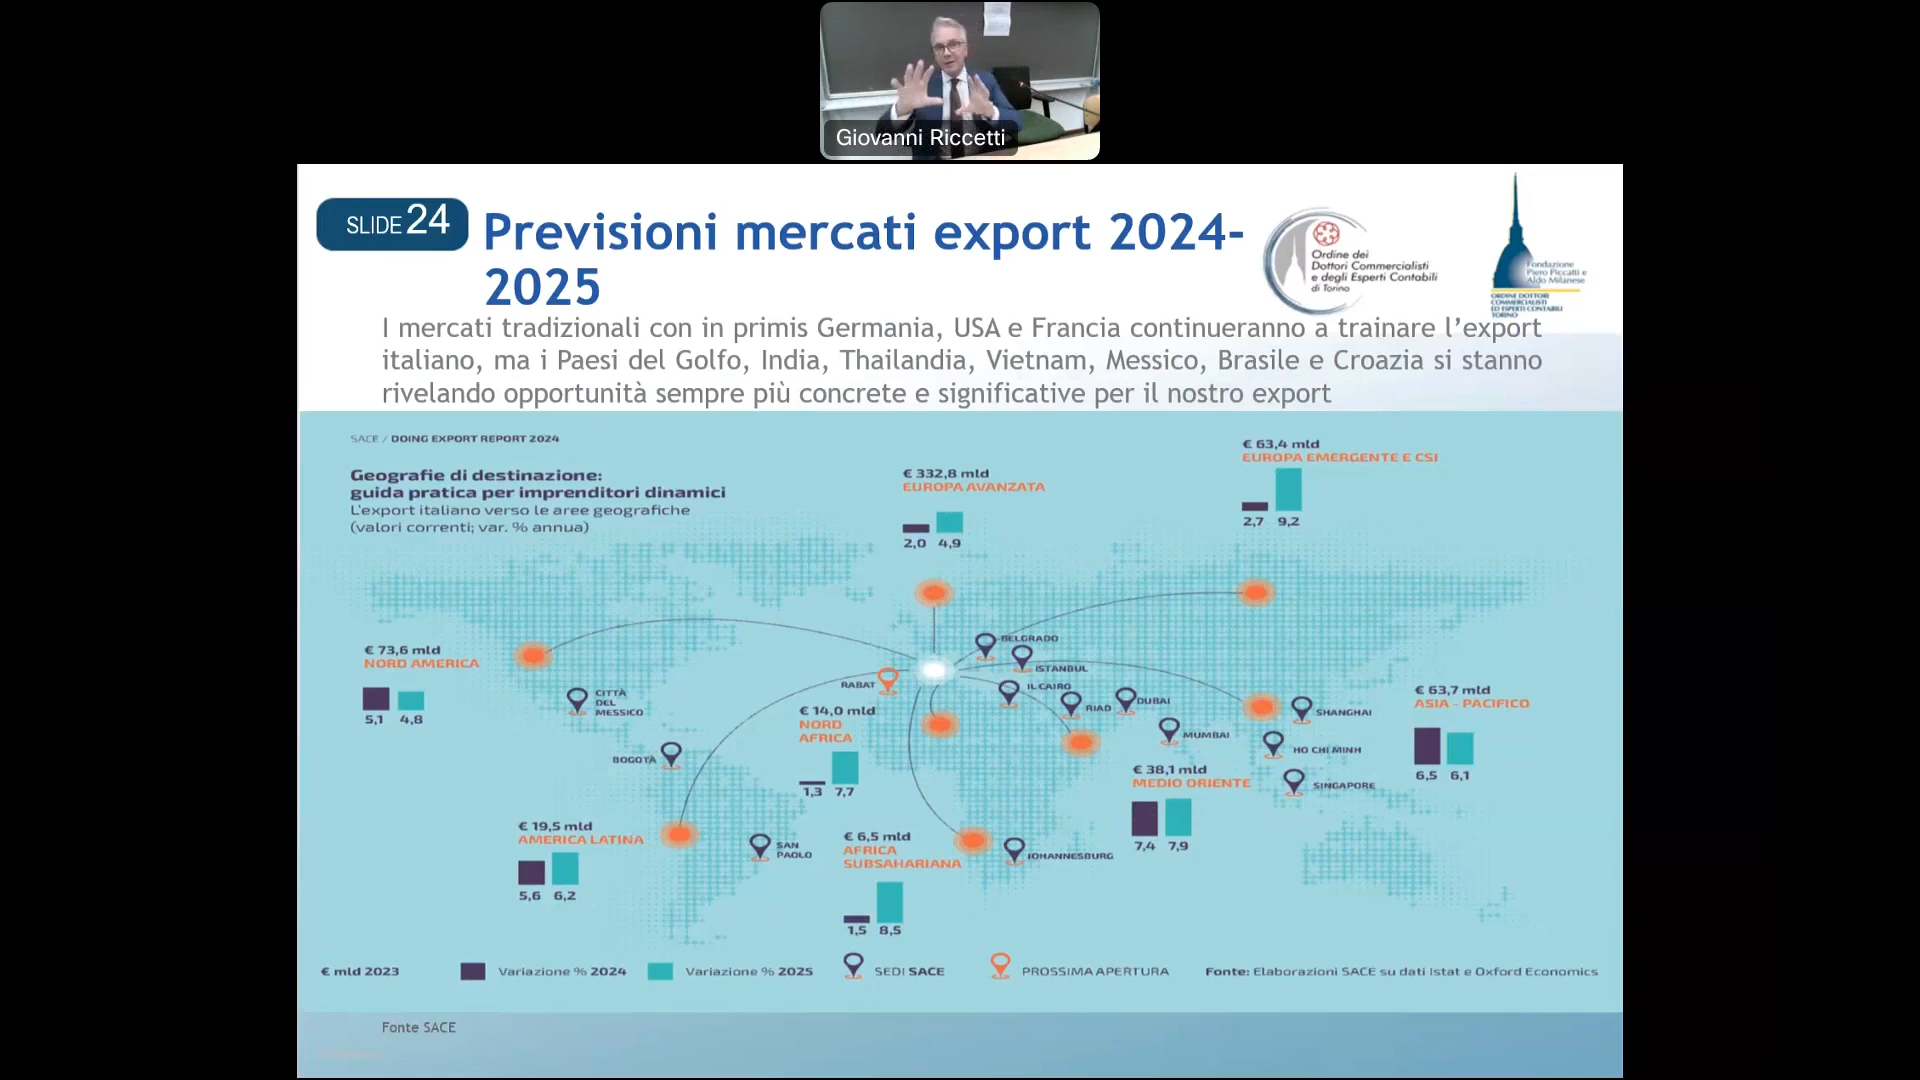 Giovanni Riccetti
SLIDE 24
Previsioni mercati export 2024-
2025
Ordine dei
Dottori Commercialisti
e degli Esperti Contabili
di Torino
Fondazione
Piero Piccatti e
Aldo Milanese
ORDINE DOTTORI
COMMERCIALISTI
ED ESPERTI CONTABILI
TORINO
I mercati tradizionali con in primis Germania, USA e Francia continueranno a trainare l’export
italiano, ma i Paesi del Golfo, India, Thailandia, Vietnam, Messico, Brasile e Croazia si stanno
rivelando opportunità sempre più concrete e significative per il nostro export
SACE / DOING EXPORT REPORT 2024
Geografie di destinazione:
guida pratica per imprenditori dinamici
L'export italiano verso le aree geografiche
(valori correnti; var. % annua)
€ 332,8 mld
EUROPA AVANZATA
2,0 4,9
€ 63,4 mld
EUROPA EMERGENTE E CSI
2,7 9,2
€ 73,6 mld
NORD AMERICA
5,1 4,8
CITTÀ
DEL
MESSICO
BOGOTÀ
RABAT
BELGRADO
ISTANBUL
IL CAIRO
RIAD
DUBAI
MUMBAI
SHANGHAI
HO CHI MINH
SINGAPORE
€ 63,7 mld
ASIA - PACIFICO
6,5 6,1
€ 14,0 mld
NORD
AFRICA
1,3 7,7
€ 38,1 mld
MEDIO ORIENTE
7,4 7,9
€ 19,5 mld
AMERICA LATINA
5,6 6,2
SAN
PAOLO
€ 6,5 mld
AFRICA
SUBSAHARIANA
1,5 8,5
JOHANNESBURG
€ mld 2023
Variazione % 2024
Variazione % 2025
SEDI SACE
PROSSIMA APERTURA
Fonte: Elaborazioni SACE su dati Istat e Oxford Economics
Fonte SACE